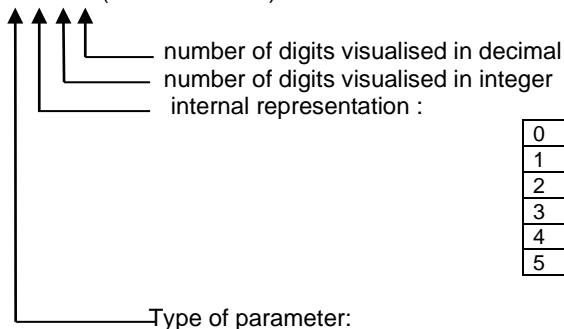 number of digits visualised in decimal
number of digits visualised in integer
internal representation :
0
1
2
3
4
5
Type of parameter: